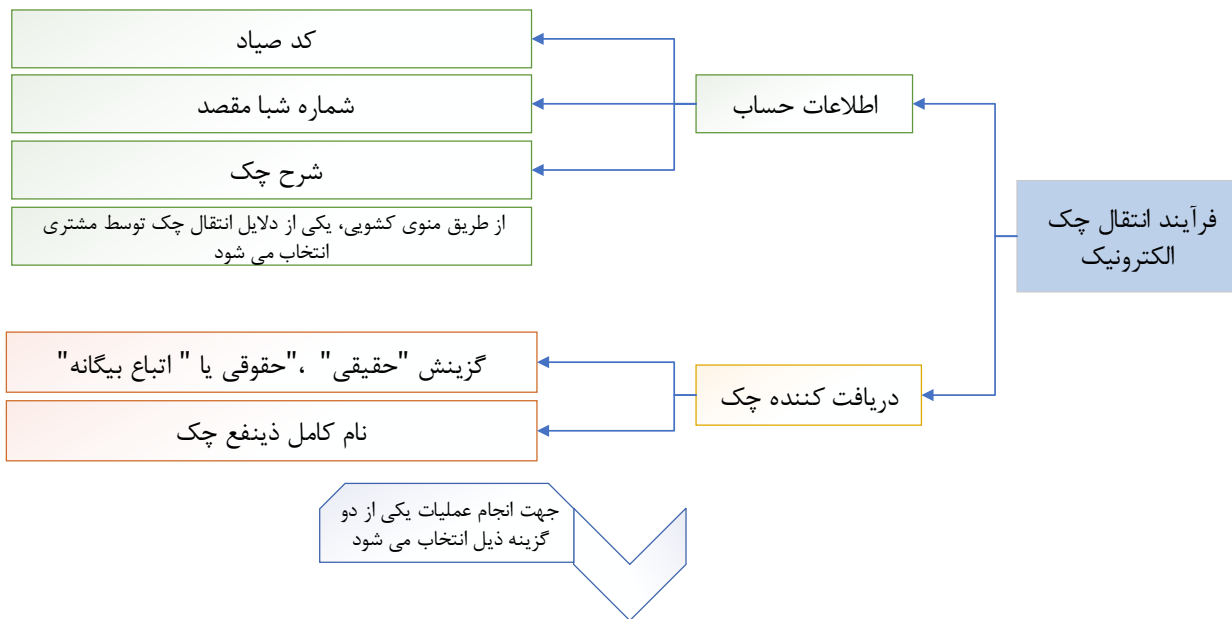 فرآیند انتقال چک
الکترونیک
اطلاعات حساب
کد صیاد
شماره شبا مقصد
شرح چک
از طریق منوی کشویی، یکی از دلایل انتقال چک توسط مشتری
انتخاب می شود
دریافت کننده چک
گزینش "حقیقی" ،"حقوقی یا " اتباع بیگانه"
نام کامل ذینفع چک
جهت انجام عملیات یکی از دو
گزینه ذیل انتخاب می شود